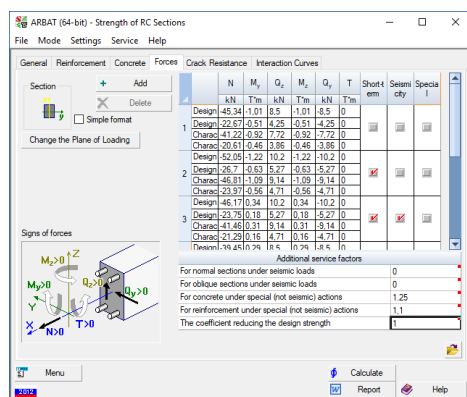 ARBAT (64-bit) - Strength of RC Sections
File Mode Settings Service Help
General Reinforcement Concrete Forces Crack Resistance Interaction Curves
Section
y
+ Add
Delete
Simple format
Change the Plane of Loading
N My Qz Mz Qy T Short-t erm Seismi city Specia l
kN T*m kN T*m kN T*m
1
Design -45,34 -1,01 8,5 -1,01 -8,5 0
Design -22,67 -0,51 4,25 -0,51 -4,25 0
Charac -41,22 -0,92 7,72 -0,92 -7,72 0
Charac -20,61 -0,46 3,86 -0,46 -3,86 0
2
Design -52,05 -1,22 10,2 -1,22 -10,2 0
Design -26,7 -0,63 5,27 -0,63 -5,27 0
Charac -46,81 -1,09 9,14 -1,09 -9,14 0
Charac -23,97 -0,56 4,71 -0,56 -4,71 0
3
Design -46,17 0,34 10,2 0,34 -10,2 0
Design -23,75 0,18 5,27 0,18 -5,27 0
Charac -41,46 0,31 9,14 0,31 -9,14 0
Charac -21,29 0,16 4,71 0,16 -4,71 0
Design -39,45 0,29 8,5 0,29 -8,5 0
Signs of forces
Z
Mz>0
My>0
Qz>0
Qy>0
Y
X
N>0
T>0
Additional service factors
For normal sections under seismic loads 0
For oblique sections under seismic loads 0
For concrete under special (not seismic) actions 1.25
For reinforcement under special (not seismic) actions 1,1
The coefficient reducing the design strength 1
Menu
Calculate
2012
Report
Help